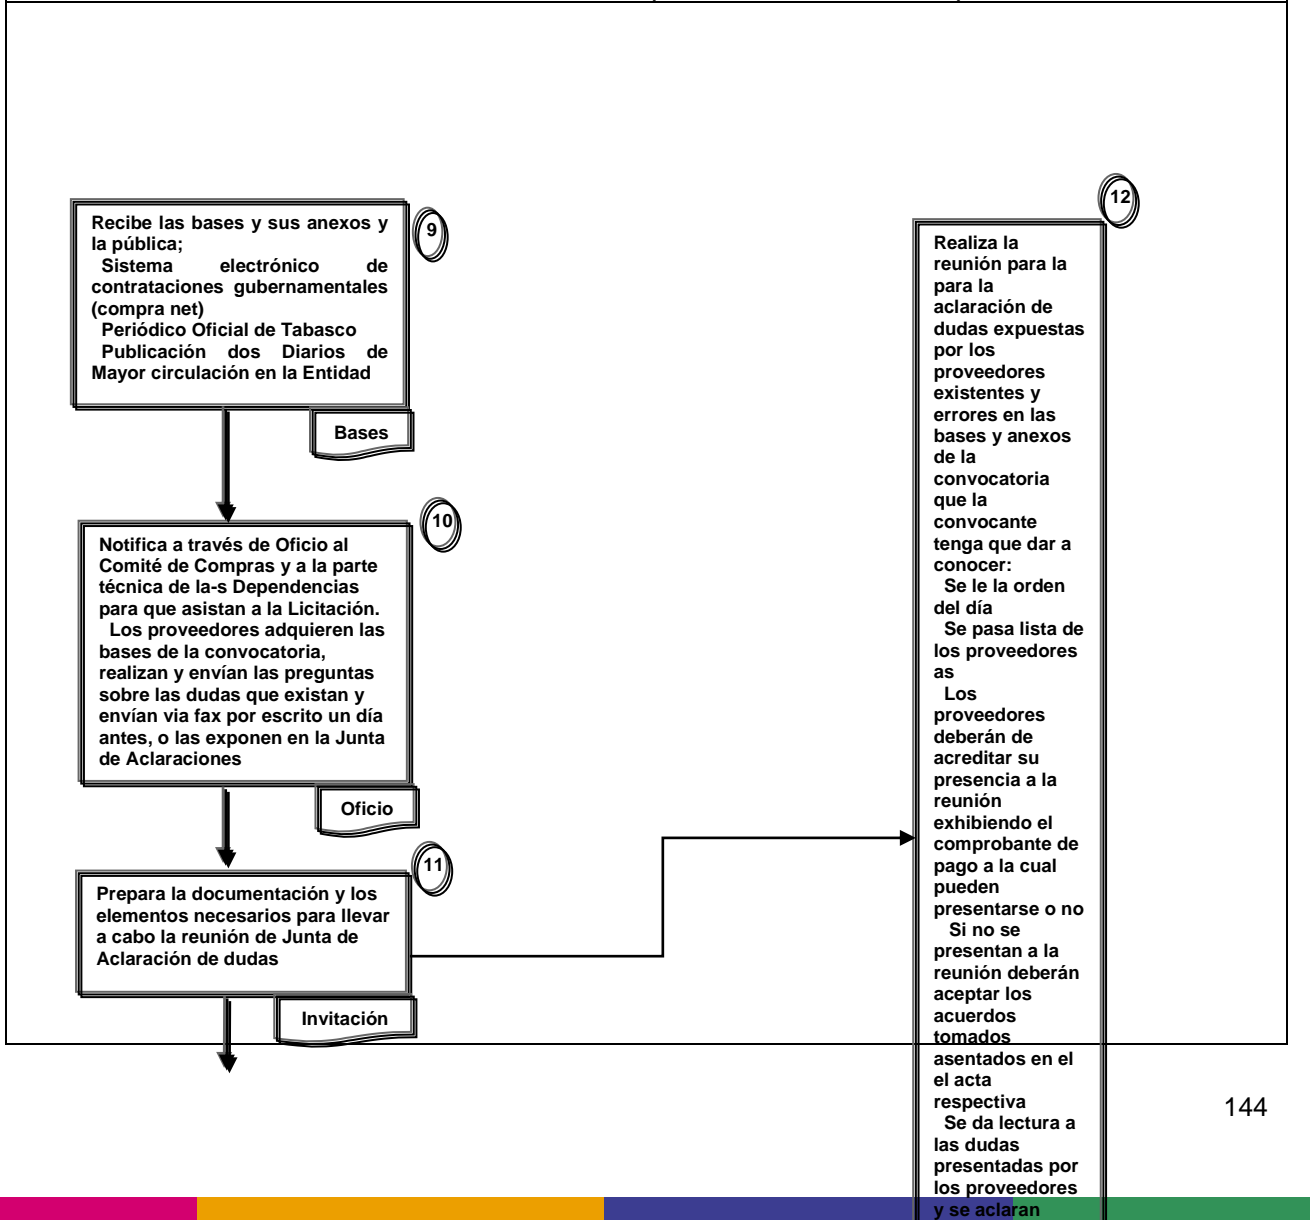 9
Recibe las bases y sus anexos y
la pública;
Sistema electrónico de
contrataciones gubernamentales
(compra net)
Periódico Oficial de Tabasco
Publicación dos Diarios de
Mayor circulación en la Entidad
Bases
10
Notifica a través de Oficio al
Comité de Compras y a la parte
técnica de la-s Dependencias
para que asistan a la Licitación.
Los proveedores adquieren las
bases de la convocatoria,
realizan y envían las preguntas
sobre las dudas que existan y
envían via fax por escrito un día
antes, o las exponen en la Junta
de Aclaraciones
Oficio
11
Prepara la documentación y los
elementos necesarios para llevar
a cabo la reunión de Junta de
Aclaración de dudas
Invitación
12
Realiza la
reunión para la
para la
aclaración de
dudas expuestas
por los
proveedores
existentes y
errores en las
bases y anexos
de la
convocatoria
que la
convocante
tenga que dar a
conocer:
Se le la orden
del día
Se pasa lista de
los proveedores
as
Los
proveedores
deberán de
acreditar su
presencia a la
reunión
exhibiendo el
comprobante de
pago a la cual
pueden
presentarse o no
Si no se
presentan a la
reunión deberán
aceptar los
acuerdos
tomados
asentados en el
el acta
respectiva
Se da lectura a
las dudas
presentadas por
los proveedores
y se aclaran
144